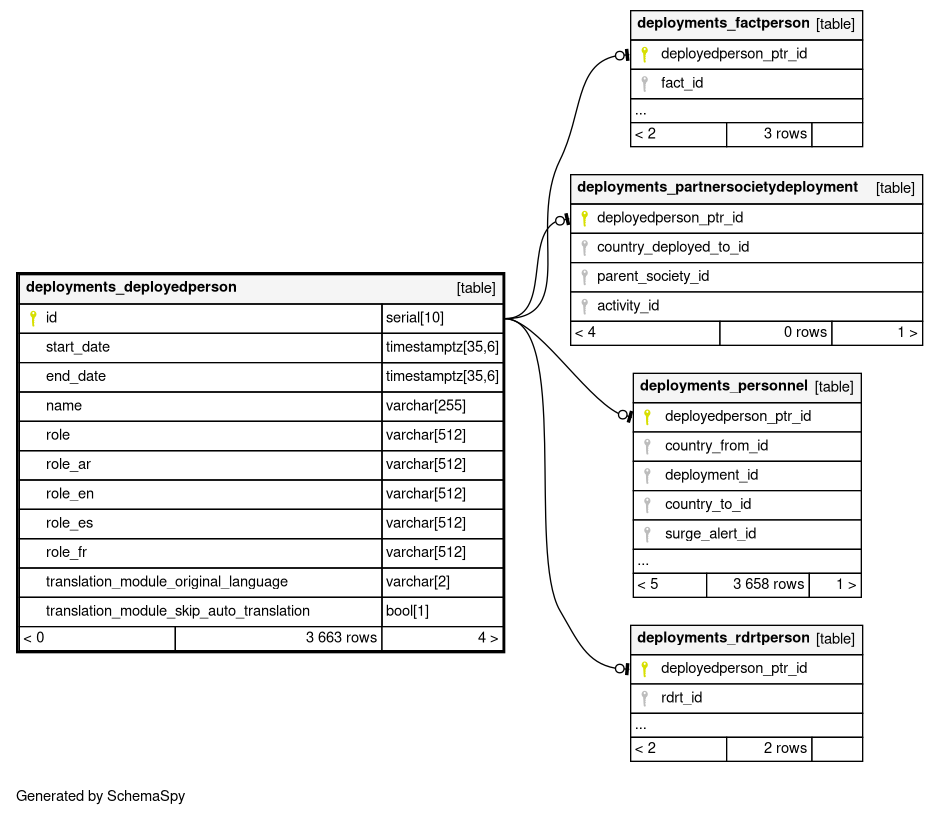 deployments_factperson [table]
deployedperson_ptr_id
fact_id
...
< 2 3 rows
deployments_partnersocietydeployment [table]
deployedperson_ptr_id
country_deployed_to_id
parent_society_id
activity_id
< 4 0 rows 1 >
deployments_deployedperson [table]
id serial[10]
start_date timestamptz[35,6]
end_date timestamptz[35,6]
name varchar[255]
role varchar[512]
role_ar varchar[512]
role_en varchar[512]
role_es varchar[512]
role_fr varchar[512]
translation_module_original_language varchar[2]
translation_module_skip_auto_translation bool[1]
< 0 3 663 rows 4 >
deployments_personnel [table]
deployedperson_ptr_id
country_from_id
deployment_id
country_to_id
surge_alert_id
...
< 5 3 658 rows 1 >
deployments_rdrtperson [table]
deployedperson_ptr_id
rdrt_id
...
< 2 2 rows
Generated by SchemaSpy